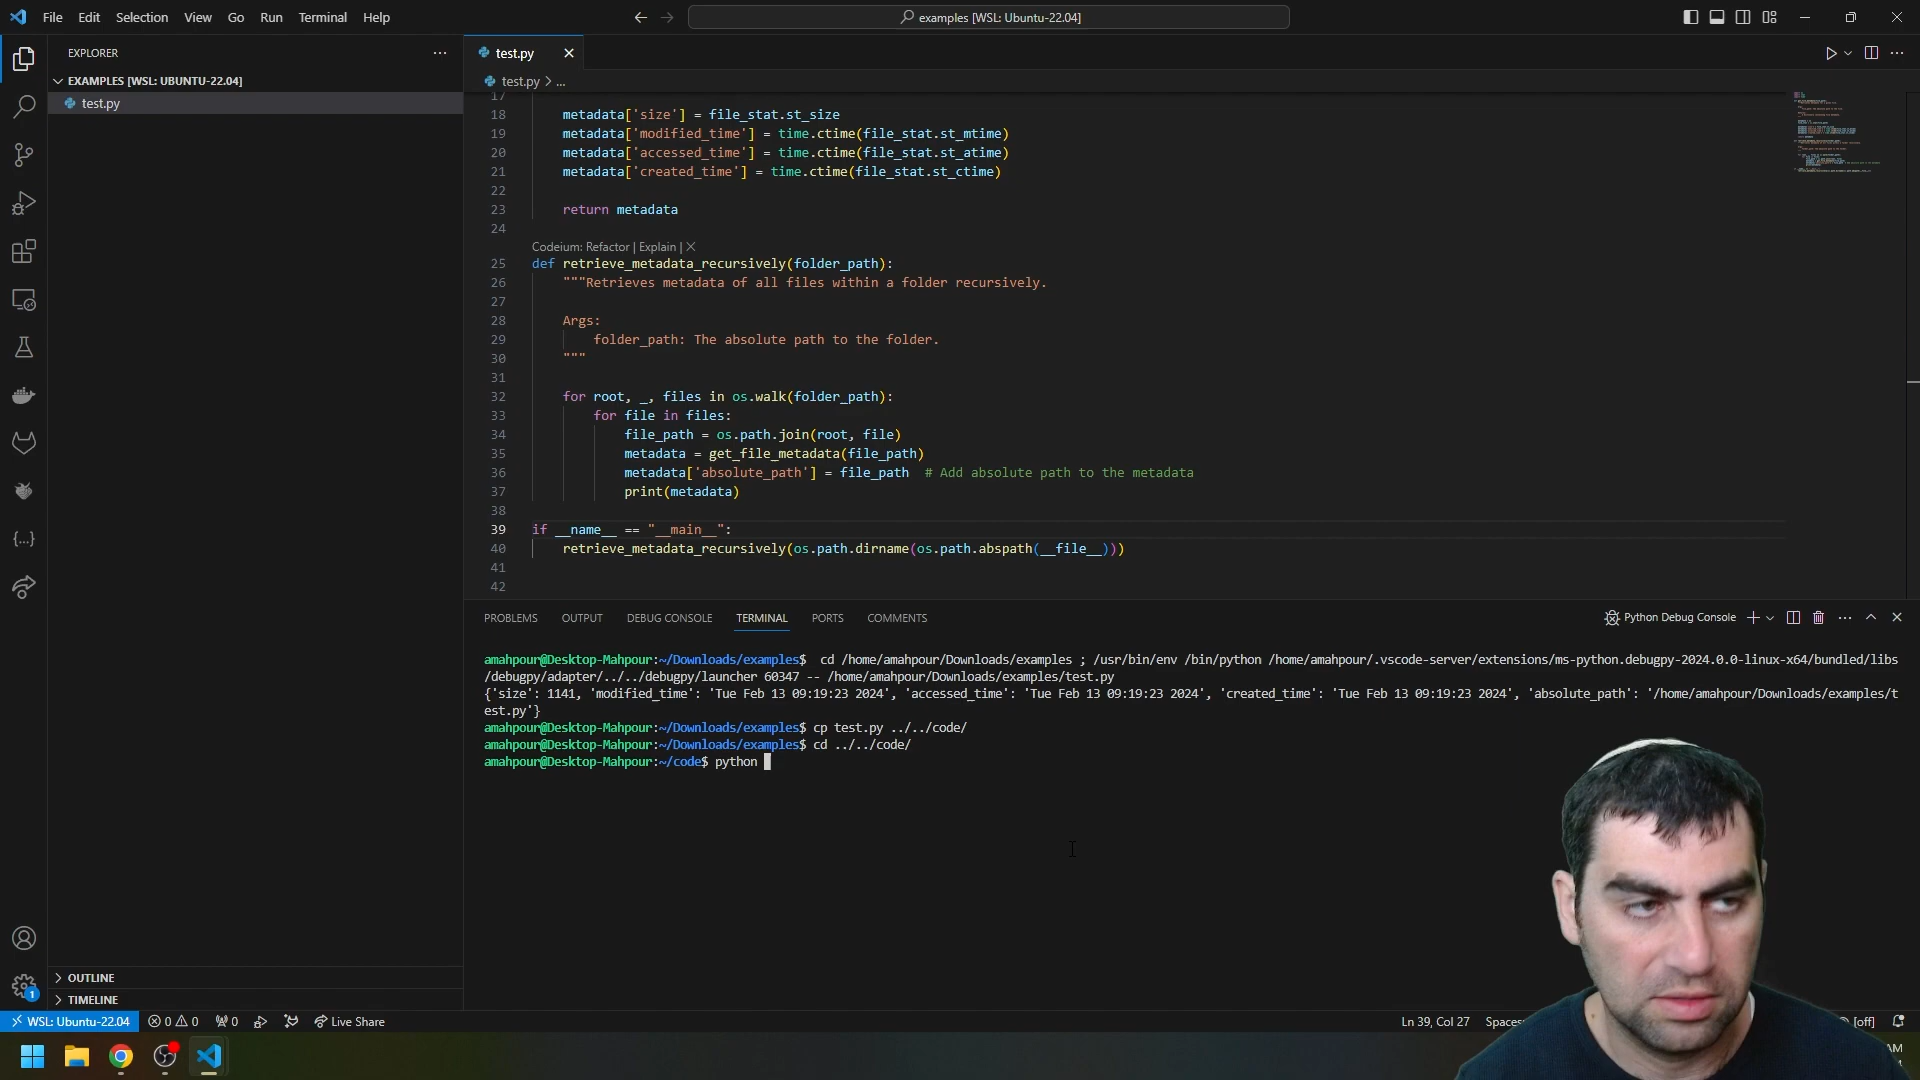 File Edit Selection View Go Run Terminal Help
examples [WSL: Ubuntu-22.04]
EXPLORER
EXAMPLES [WSL: UBUNTU-22.04]
test.py
OUTLINE
TIMELINE
test.py
test.py > ...
17
18 metadata['size'] = file_stat.st_size
19 metadata['modified_time'] = time.ctime(file_stat.st_mtime)
20 metadata['accessed_time'] = time.ctime(file_stat.st_atime)
21 metadata['created_time'] = time.ctime(file_stat.st_ctime)
22
23 return metadata
24
Codeium: Refactor | Explain | X
25 def retrieve_metadata_recursively(folder_path):
26 """Retrieves metadata of all files within a folder recursively.
27
28 Args:
29 folder_path: The absolute path to the folder.
30 """
31
32 for root, _, files in os.walk(folder_path):
33 for file in files:
34 file_path = os.path.join(root, file)
35 metadata = get_file_metadata(file_path)
36 metadata['absolute_path'] = file_path # Add absolute path to the metadata
37 print(metadata)
38
39 if __name__ == "__main__":
40 retrieve_metadata_recursively(os.path.dirname(os.path.abspath(__file__)))
41
42
PROBLEMS OUTPUT DEBUG CONSOLE TERMINAL PORTS COMMENTS
Python Debug Console
amahpour@Desktop-Mahpour:~/Downloads/examples$ cd /home/amahpour/Downloads/examples ; /usr/bin/env /bin/python /home/amahpour/.vscode-server/extensions/ms-python.debugpy-2024.0.0-linux-x64/bundled/libs
/debugpy/adapter/../../debugpy/launcher 60347 -- /home/amahpour/Downloads/examples/test.py
{'size': 1141, 'modified_time': 'Tue Feb 13 09:19:23 2024', 'accessed_time': 'Tue Feb 13 09:19:23 2024', 'created_time': 'Tue Feb 13 09:19:23 2024', 'absolute_path': '/home/amahpour/Downloads/examples/t
est.py'}
amahpour@Desktop-Mahpour:~/Downloads/examples$ cp test.py ../../code/
amahpour@Desktop-Mahpour:~/Downloads/examples$ cd ../../code/
amahpour@Desktop-Mahpour:~/code$ python
1
WSL: Ubuntu-22.04 0 0 0 Live Share
Ln 39, Col 27 Spaces [off]
AM